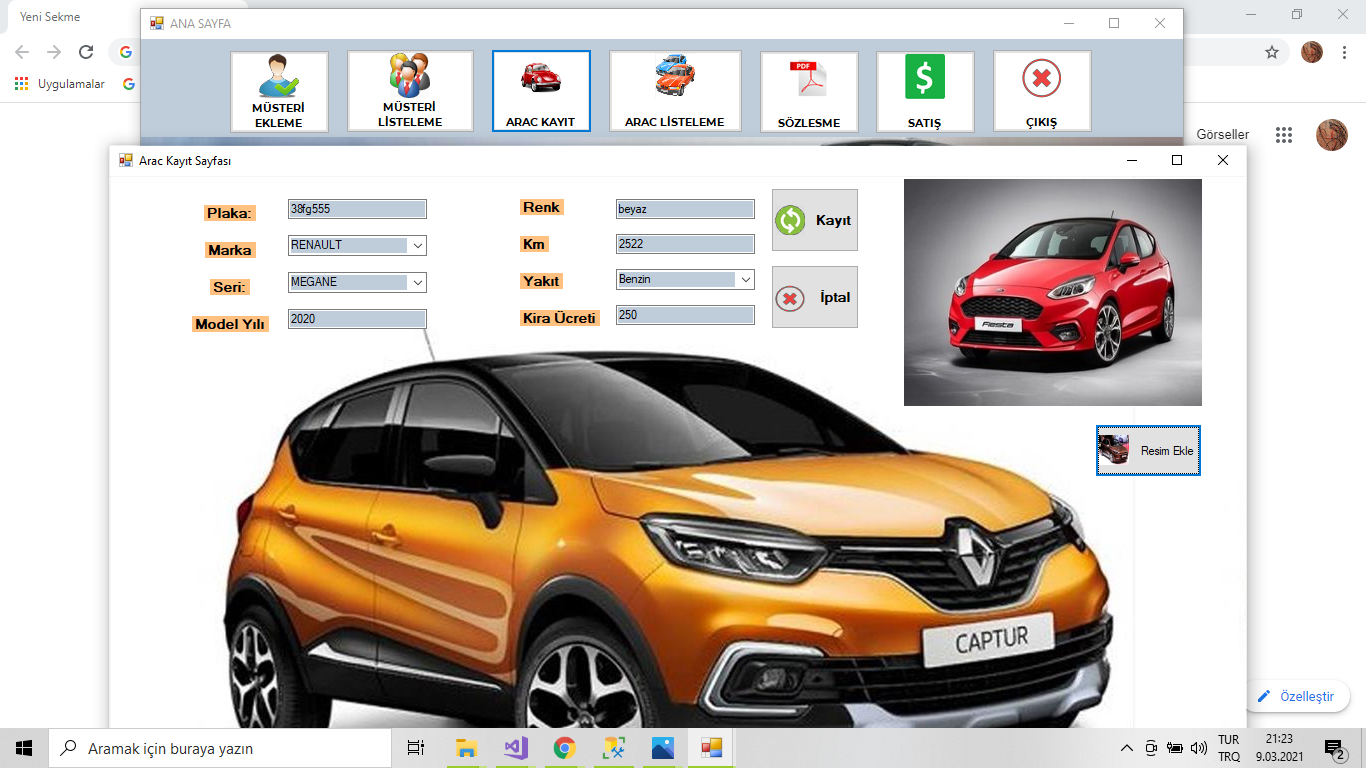 Yeni Sekme
ANA SAYFA
Uygulamalar
MÜSTERİ
EKLEME
MÜSTERİ
LİSTELEME
ARAC KAYIT
ARAC LİSTELEME
PDF
SÖZLESME
$
SATIŞ
ÇIKIŞ
Görseller
Arac Kayıt Sayfası
Plaka:
38fg555
Renk
beyaz
Kayıt
Marka
RENAULT
Km
2522
Seri:
MEGANE
Yakıt
Benzin
İptal
Model Yılı
2020
Kira Ücreti
250
Fiesta
Resim Ekle
CAPTUR
Özelleştir
Aramak için buraya yazın
TUR
TRQ
21:23
9.03.2021
2